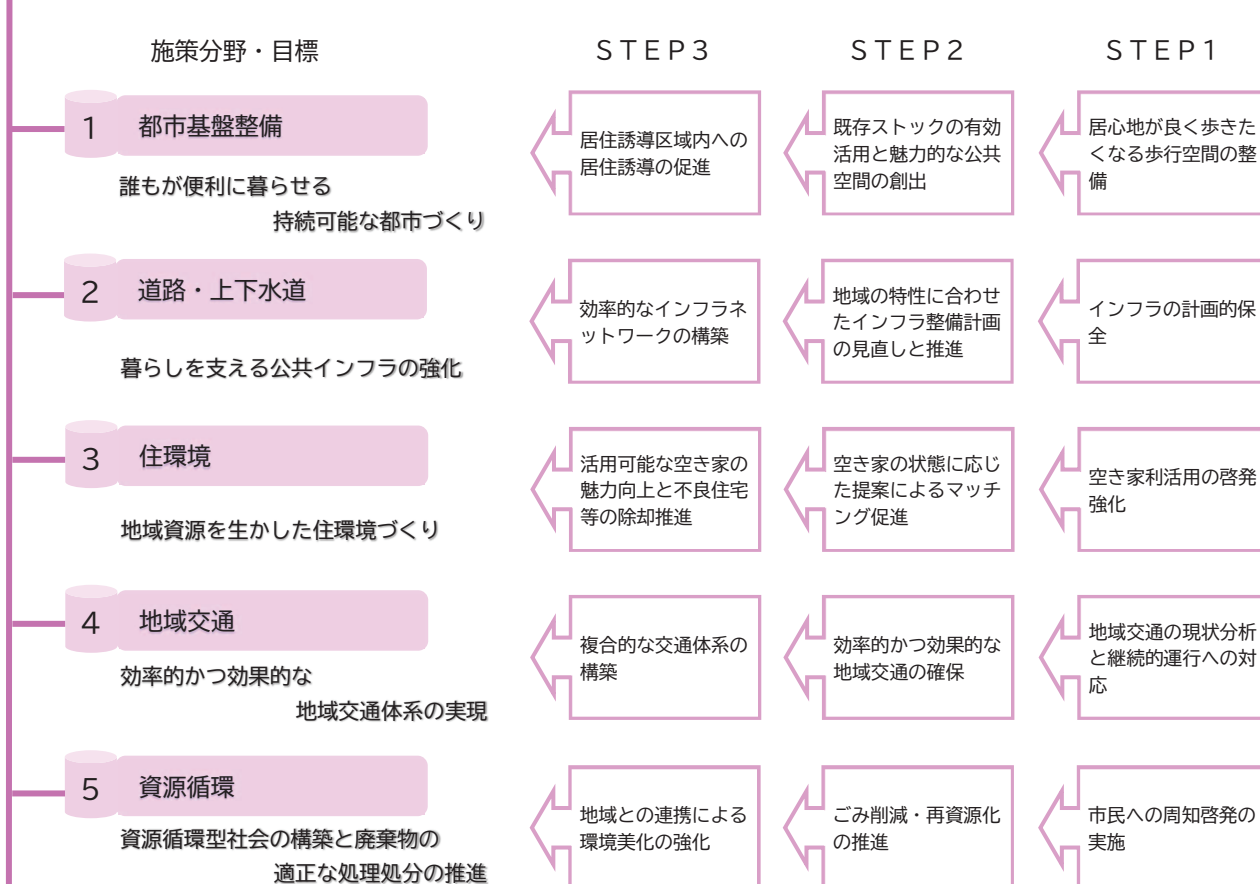 施策分野・目標
STEP3
STEP2
STEP1
1 都市基盤整備
誰もが便利に暮らせる
持続可能な都市づくり
居住誘導区域内への
居住誘導の促進
既存ストックの有効
活用と魅力的な公共
空間の創出
居心地が良く歩きた
くなる歩行空間の整
備
2 道路・上下水道
暮らしを支える公共インフラの強化
効率的なインフラネ
ットワークの構築
地域の特性に合わせ
たインフラ整備計画
の見直しと推進
インフラの計画的保
全
3 住環境
地域資源を生かした住環境づくり
活用可能な空き家の
魅力向上と不良住宅
等の除却推進
空き家の状態に応じ
た提案によるマッチ
ング促進
空き家利活用の啓発
強化
4 地域交通
効率的かつ効果的な
地域交通体系の実現
複合的な交通体系の
構築
効率的かつ効果的な
地域交通の確保
地域交通の現状分析
と継続的運行への対
応
5 資源循環
資源循環型社会の構築と廃棄物の
適正な処理処分の推進
地域との連携による
環境美化の強化
ごみ削減・再資源化
の推進
市民への周知啓発の
実施